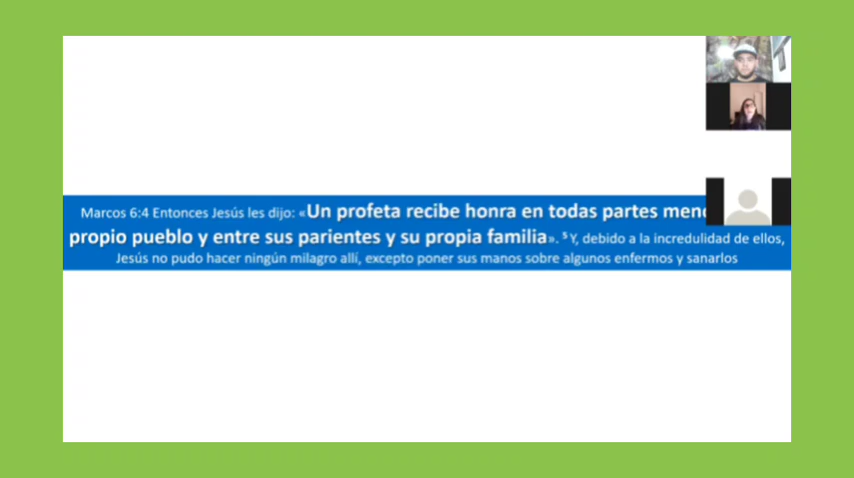 Marcos 6:4 Entonces Jesús les dijo: «Un profeta recibe honra en todas partes
propio pueblo y entre sus parientes y su propia familia». ⁵ Y, debido a la incredulidad de ellos,
Jesús no pudo hacer ningún milagro allí, excepto poner sus manos sobre algunos enfermos y sanarlos